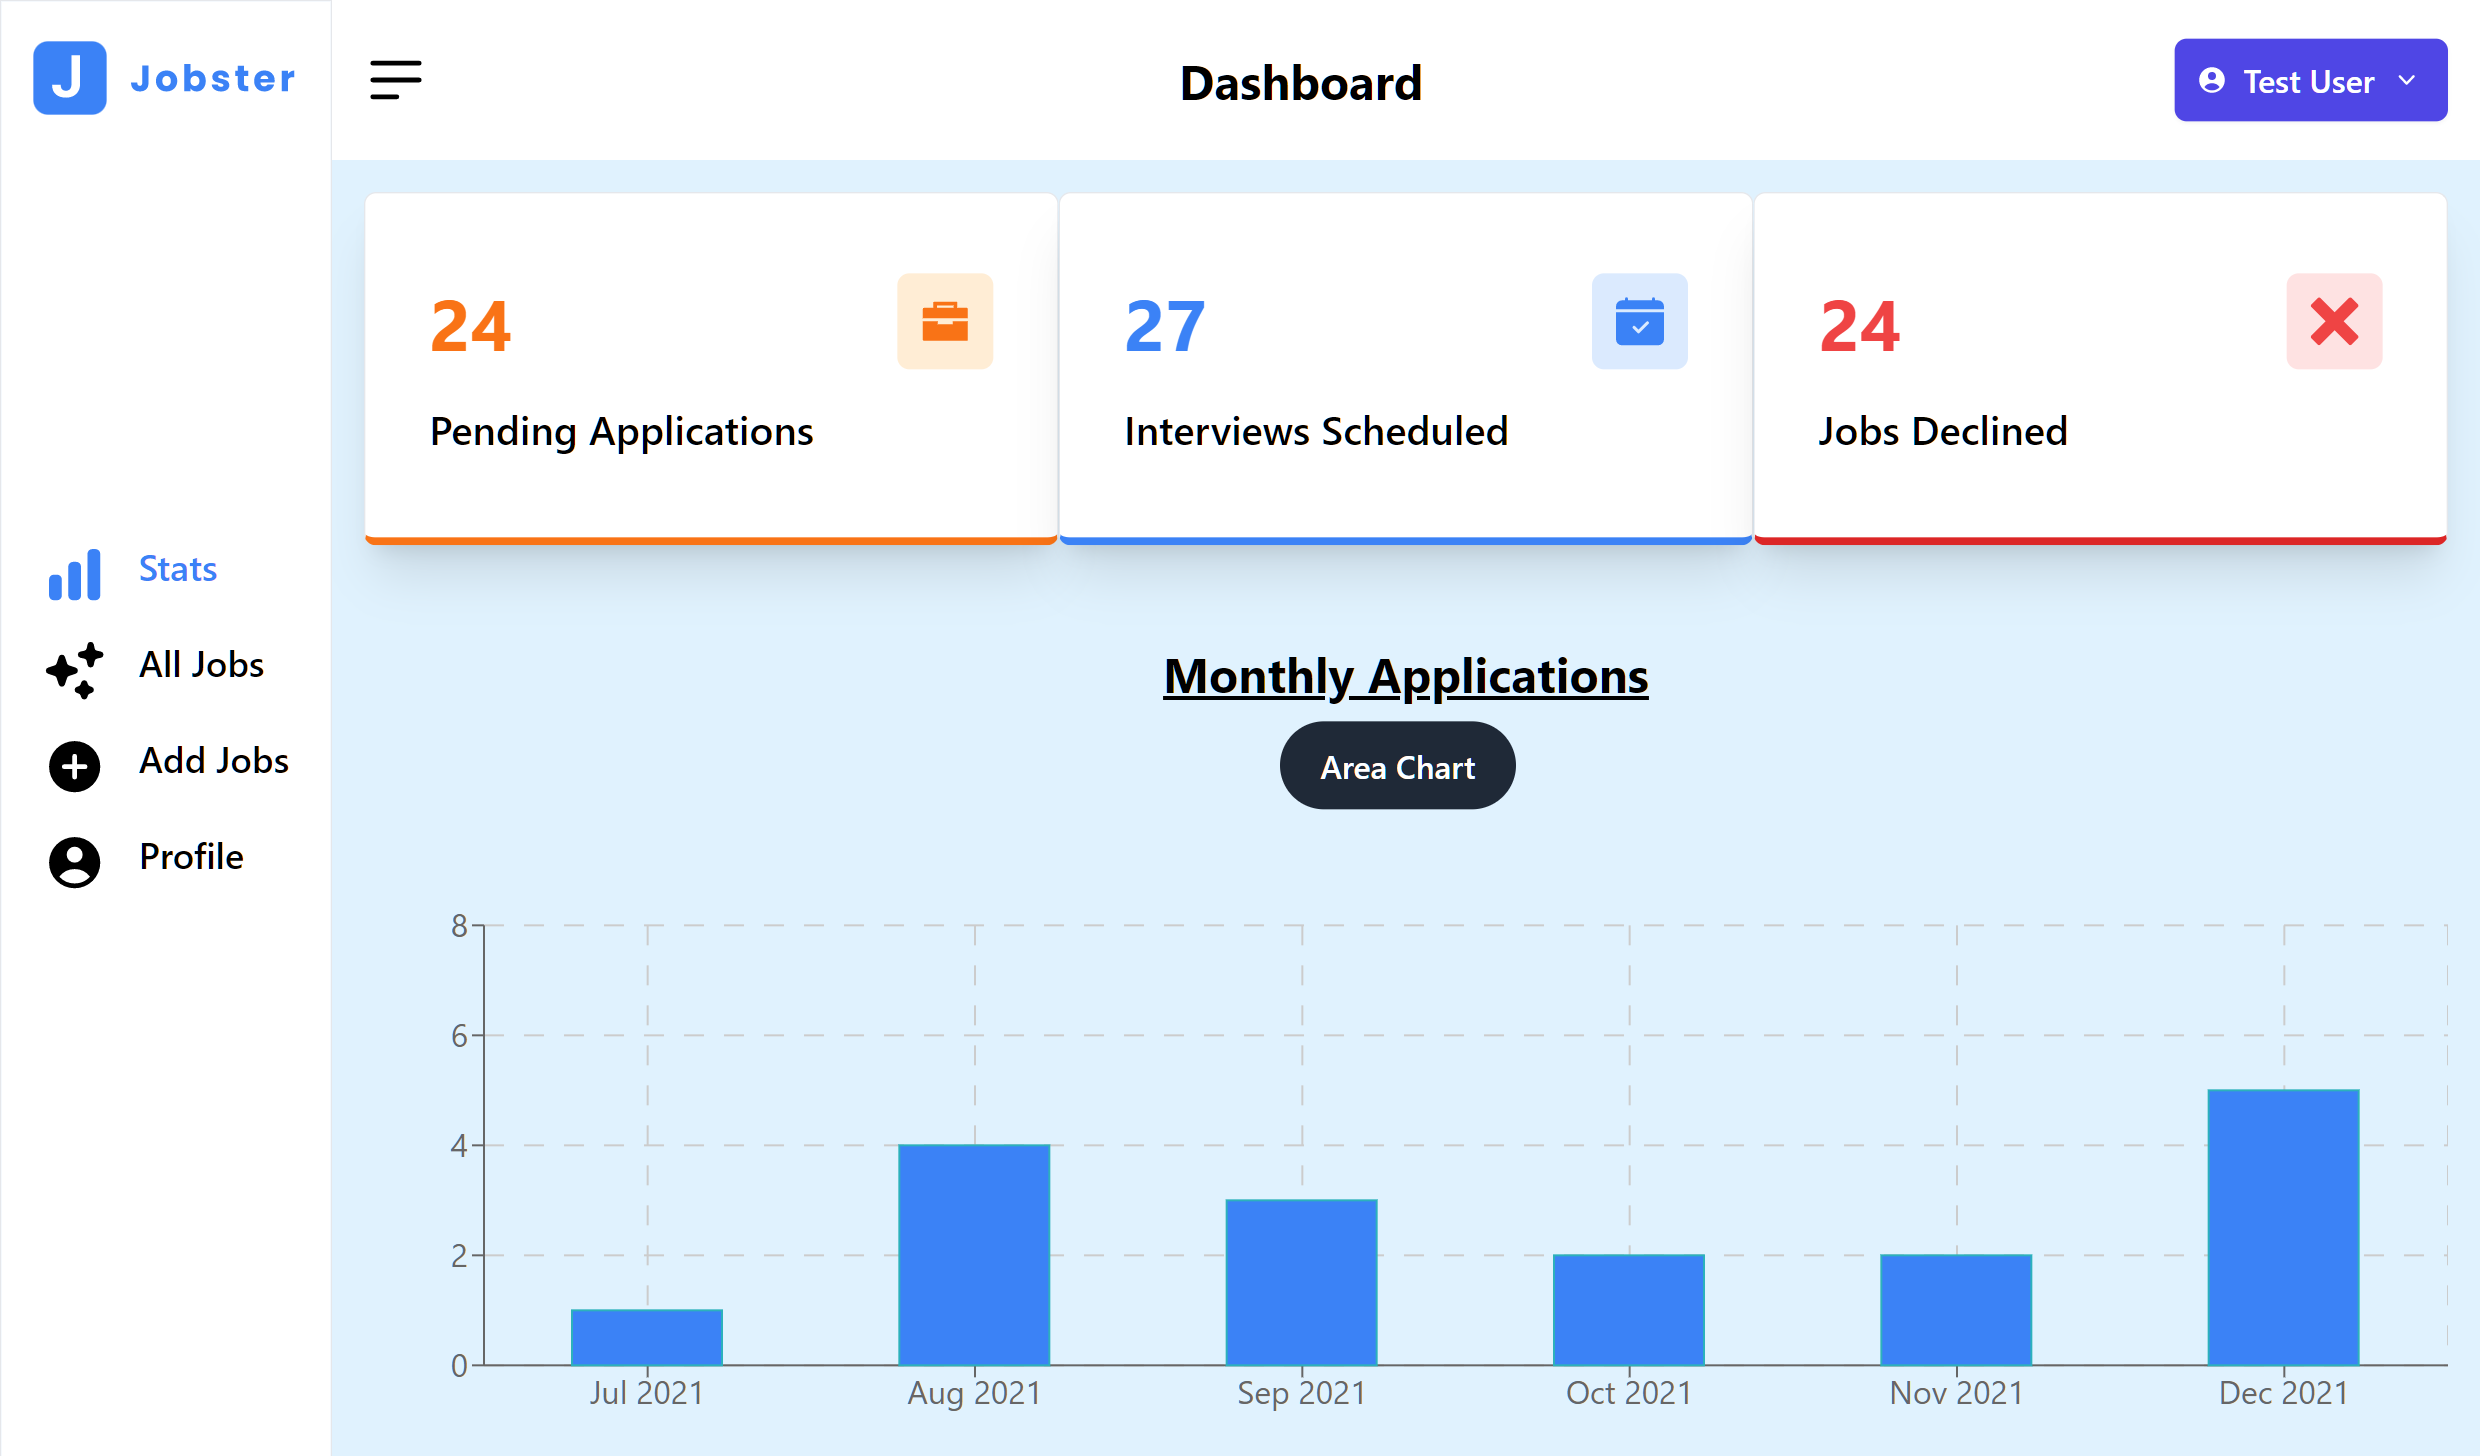 J Jobster
Dashboard
Test User
24
Pending Applications
27
Interviews Scheduled
24
Jobs Declined
Stats
All Jobs
Add Jobs
Profile
Monthly Applications
Area Chart
8
6
4
2
0
Jul 2021 Aug 2021 Sep 2021 Oct 2021 Nov 2021 Dec 2021